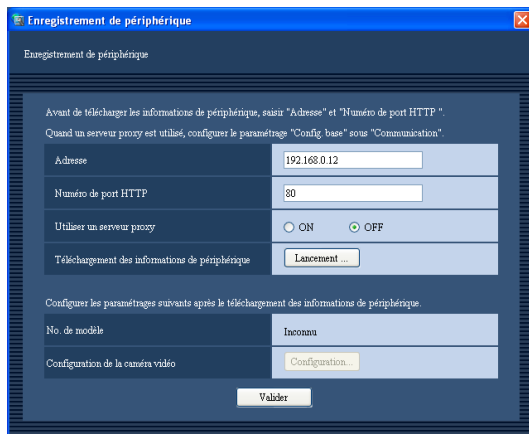 Enregistrement de périphérique
Enregistrement de périphérique
Avant de télécharger les informations de périphérique, saisir "Adresse" et "Numéro de port HTTP ".
Quand un serveur proxy est utilisé, configurer le paramétrage "Config. base" sous "Communication".
Adresse 192.168.0.12
Numéro de port HTTP 80
Utiliser un serveur proxy ON OFF
Téléchargement des informations de périphérique Lancement ...
Configurer les paramétrages suivants après le téléchargement des informations de périphérique.
No. de modèle Inconnu
Configuration de la caméra vidéo Configuration...
Valider